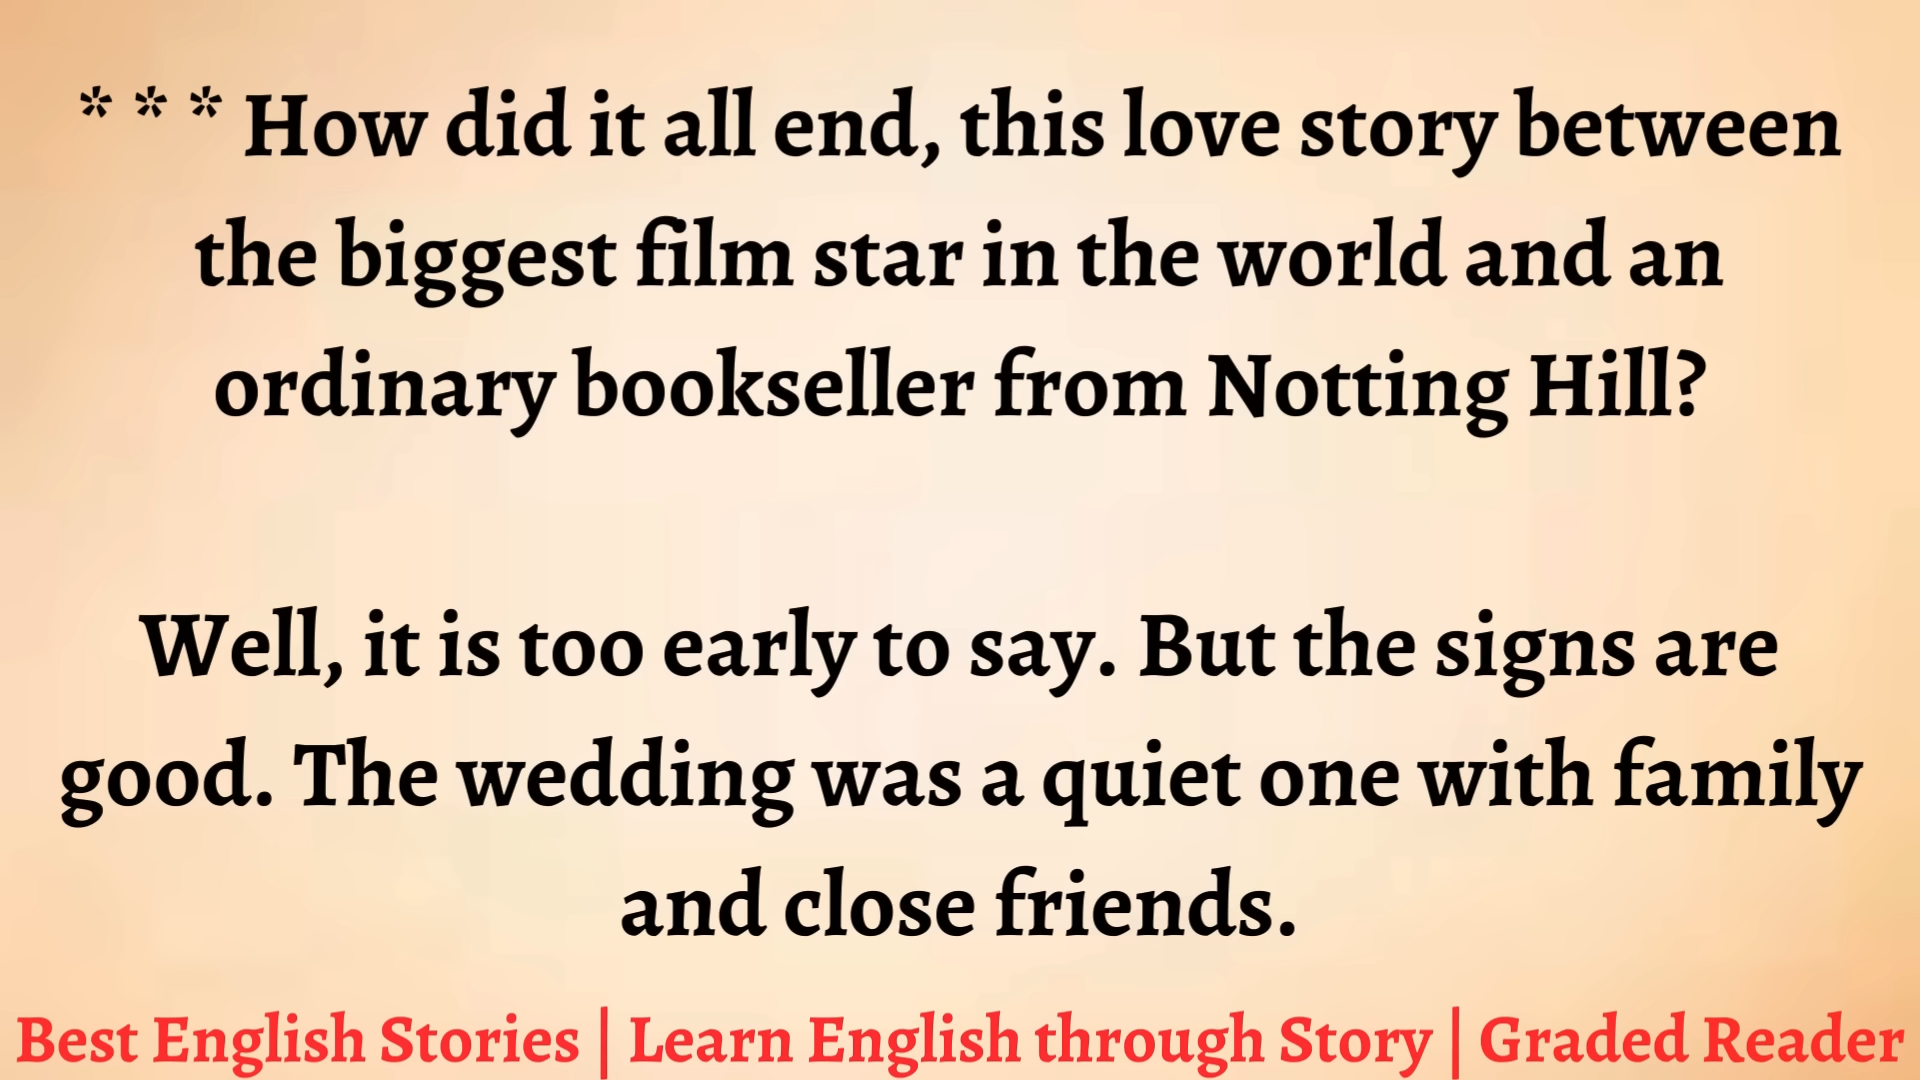 * * * How did it all end, this love story between
the biggest film star in the world and an
ordinary bookseller from Notting Hill?
Well, it is too early to say. But the signs are
good. The wedding was a quiet one with family
and close friends.
Best English Stories | Learn English through Story | Graded Reader